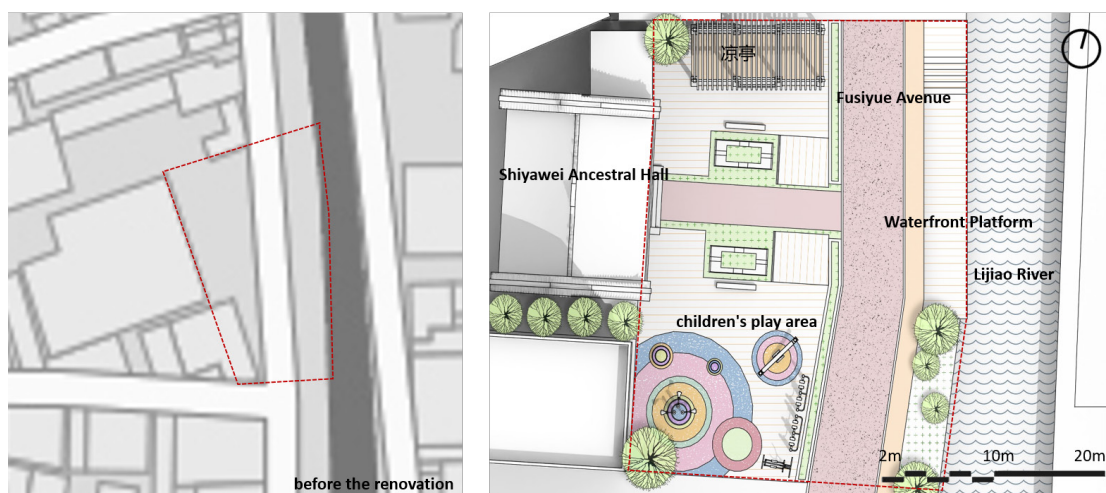 before the renovation
凉亭
Fusiyue Avenue
Shiyawei Ancestral Hall
Waterfront Platform
Lijiao River
children's play area
2m 10m 20m